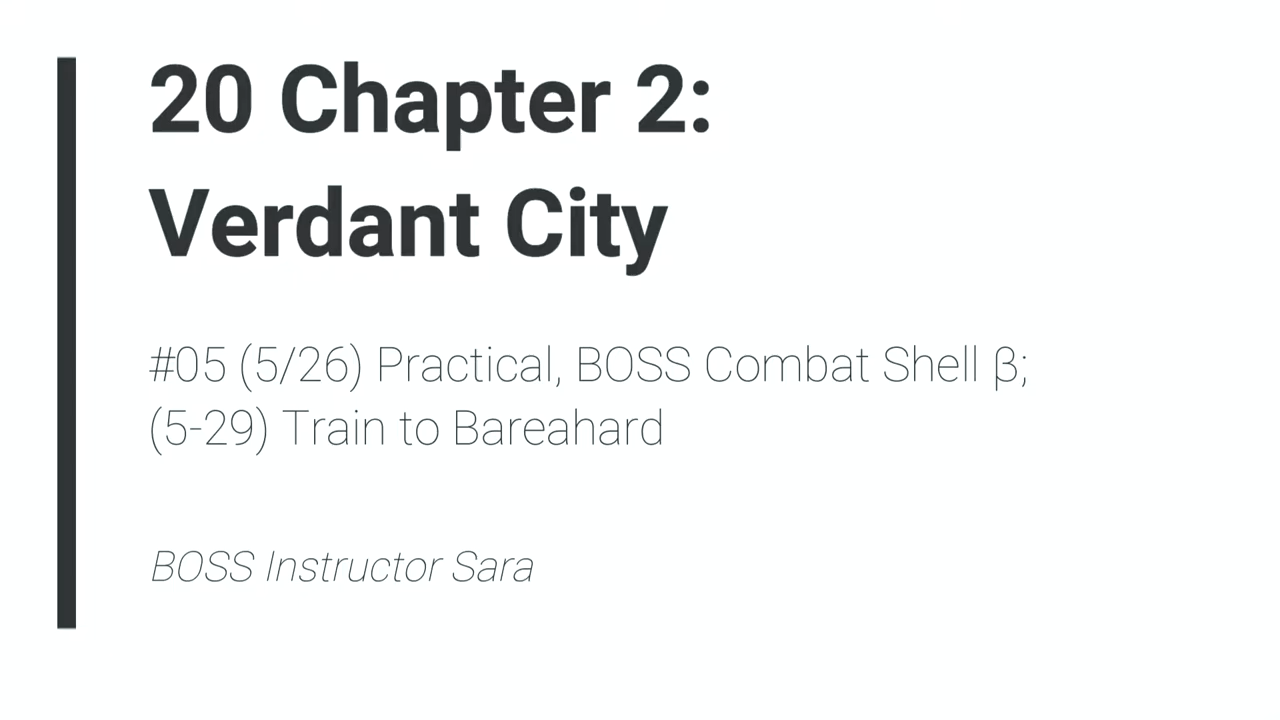 20 Chapter 2:
Verdant City
#05 (5/26) Practical, BOSS Combat Shell β;
(5-29) Train to Bareahard
BOSS Instructor Sara